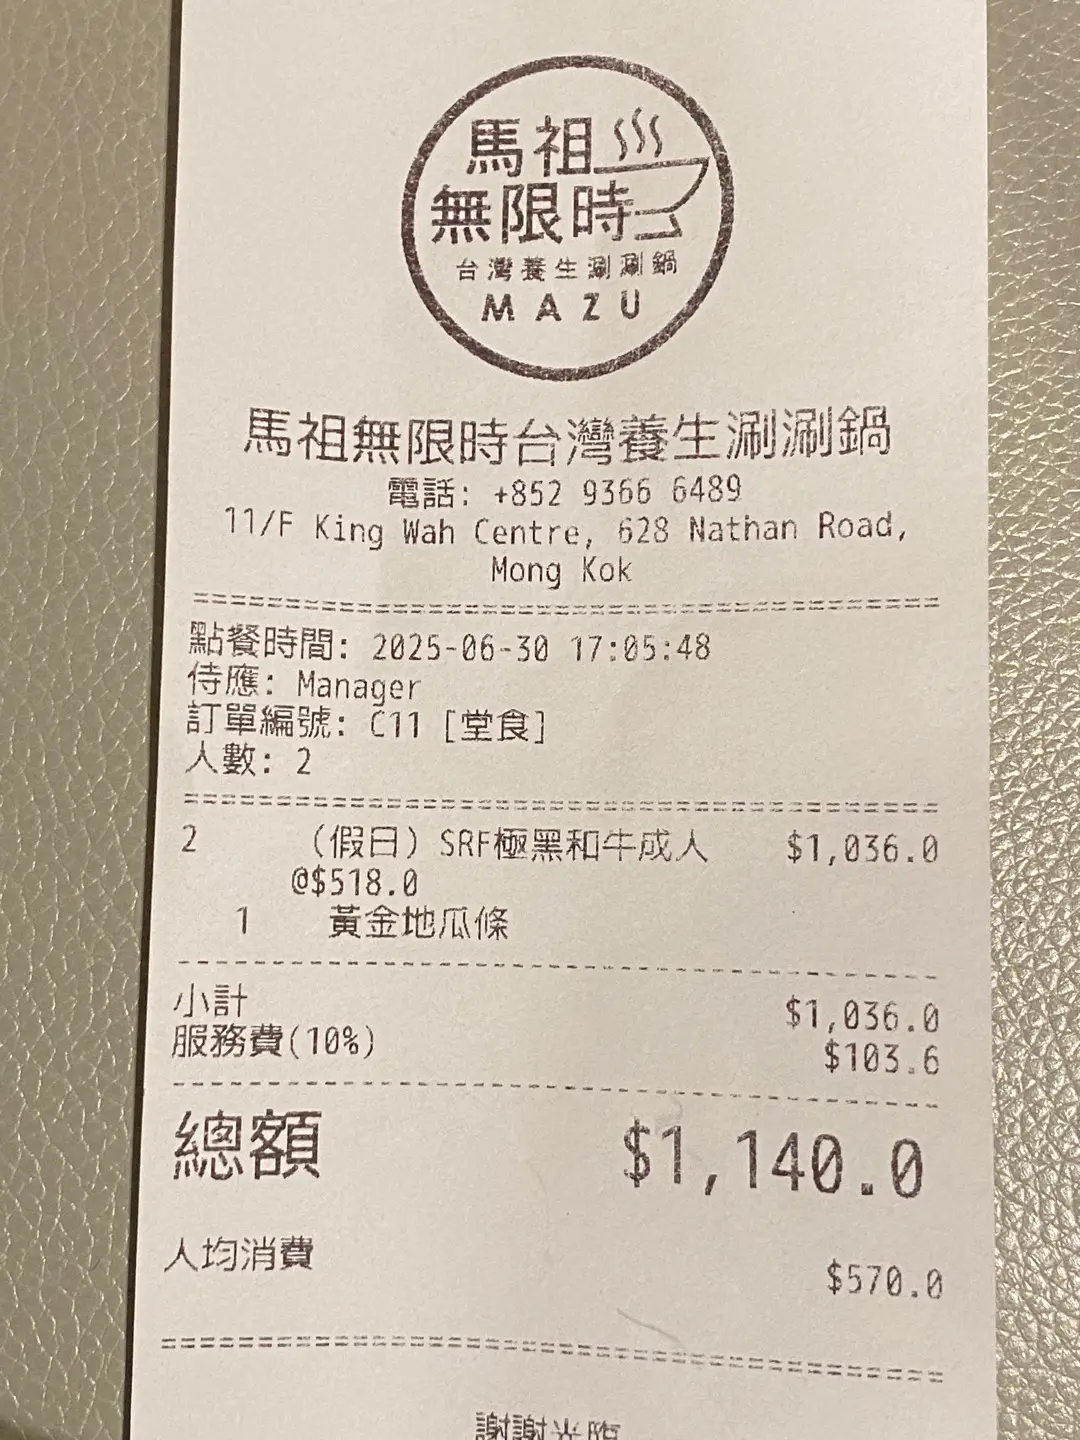 馬祖
無限時
台灣養生涮涮鍋
MAZU
馬祖無限時台灣養生涮涮鍋
電話: +852 9366 6489
11/F King Wah Centre, 628 Nathan Road,
Mong Kok
點餐時間: 2025-06-30 17:05:48
侍應: Manager
訂單編號: C11 [堂食]
人數: 2
2 (假日) SRF極黑和牛成人 $1,036.0
@$518.0
1 黃金地瓜條
小計 $1,036.0
服務費(10%) $103.6
總額 $1,140.0
人均消費 $570.0
謝謝光臨